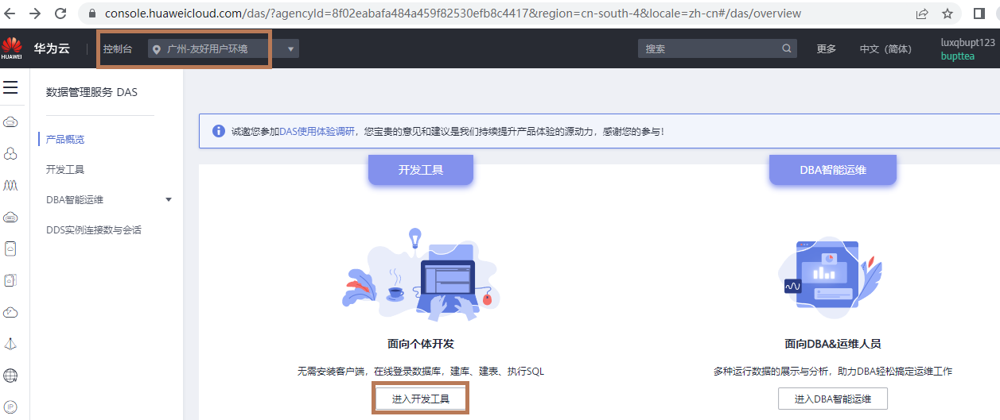 console.huaweicloud.com/das/?agencyId=8f02eabafa484a459f82530efb8c4417&region=cn-south-4&locale=zh-cn#/das/overview
HUAWEI
华为云
控制台
广州-友好用户环境
搜索
更多
中文（简体）
luxqbupt123
bupttea
数据管理服务 DAS
产品概览
开发工具
DBA智能运维
DDS实例连接数与会话
诚邀您参加DAS使用体验调研，您宝贵的意见和建议是我们持续提升产品体验的源动力，感谢您的参与！
开发工具
面向个体开发
无需安装客户端，在线登录数据库，建库、建表、执行SQL
进入开发工具
DBA智能运维
面向DBA&运维人员
多种运行数据的展示与分析，助力DBA轻松搞定运维工作
进入DBA智能运维
IP